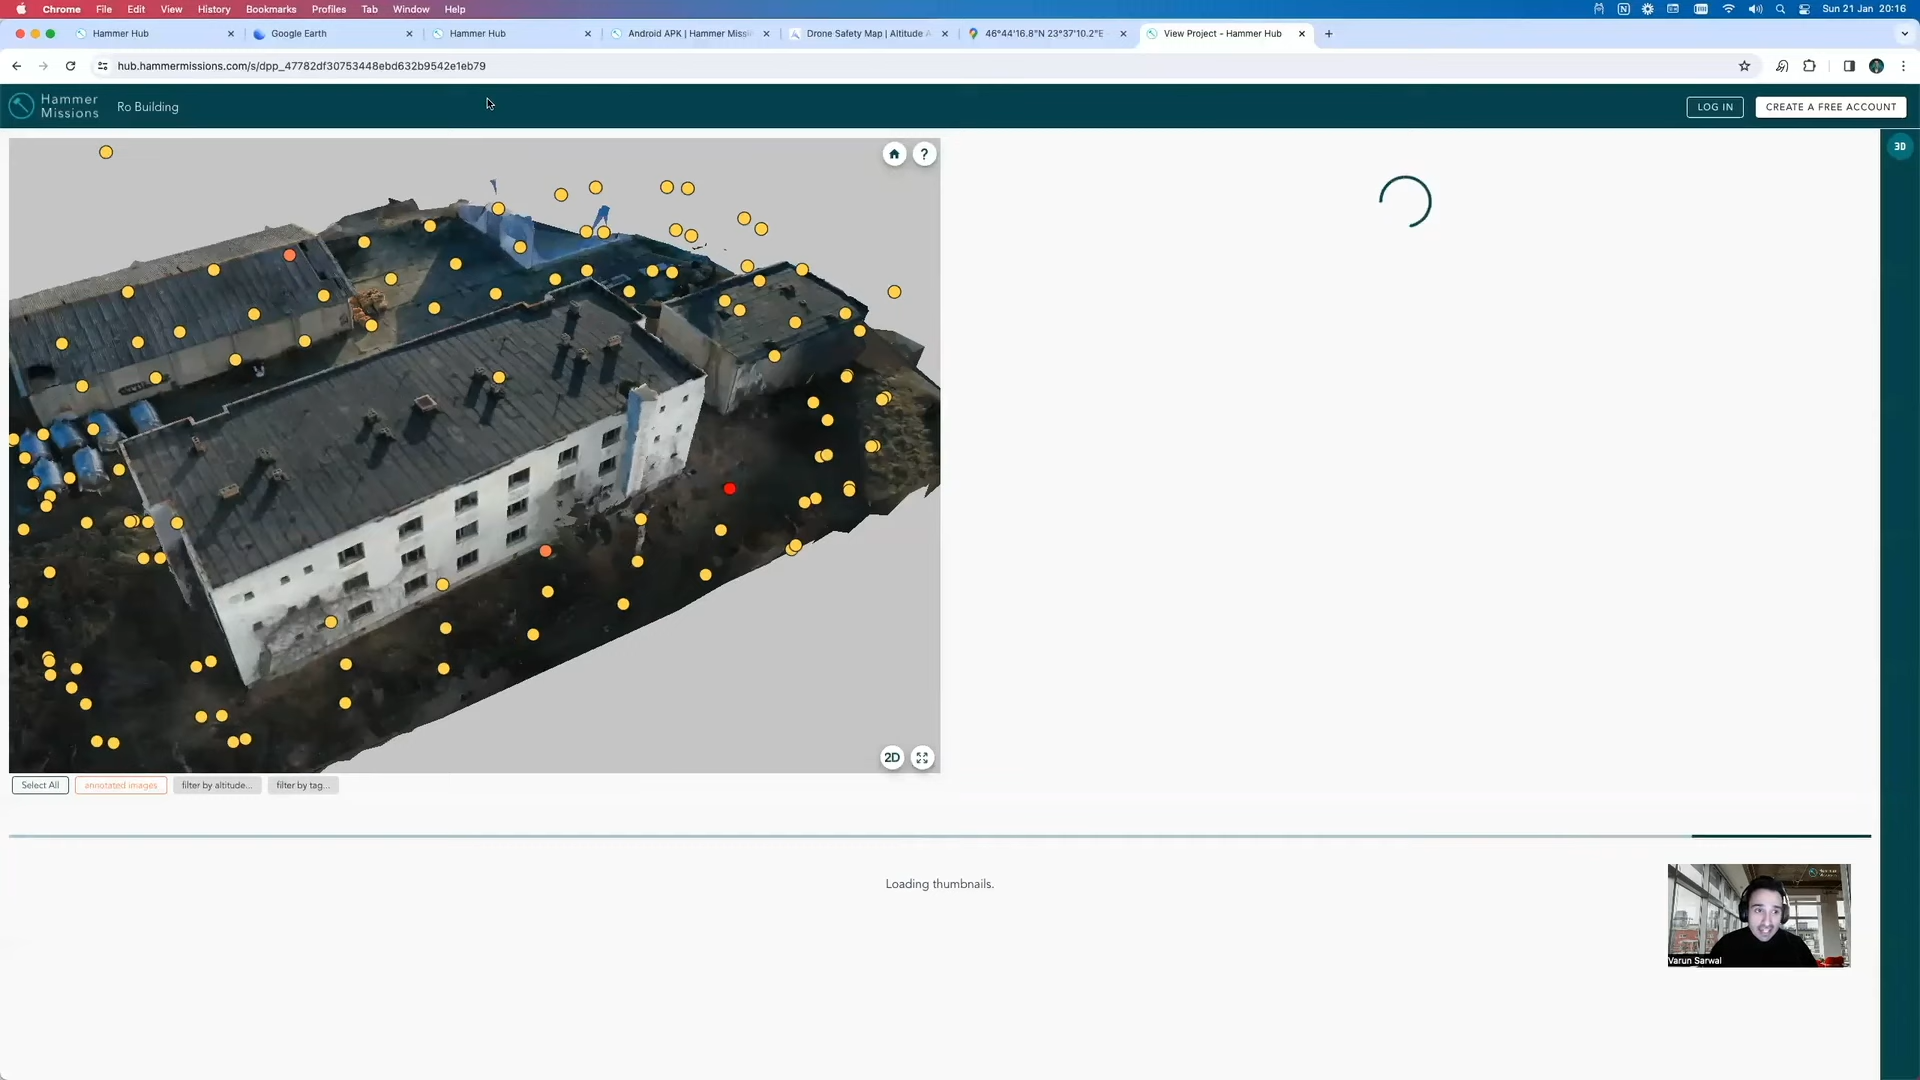 Chrome File Edit View History Bookmarks Profiles Tab Window Help Sun 21 Jan 20:16
Hammer Hub
Google Earth
Hammer Hub
Android APK | Hammer Missi
Drone Safety Map | Altitude A
46°44'16.8"N 23°37'10.2"E
View Project - Hammer Hub
hub.hammermissions.com/s/dpp_47782df30753448ebd632b9542e1eb79
Hammer
Missions
Ro Building
LOG IN
CREATE A FREE ACCOUNT
?
3D
2D
Select All
annotated images
filter by altitude...
filter by tag...
Loading thumbnails.
Varun Sarwal